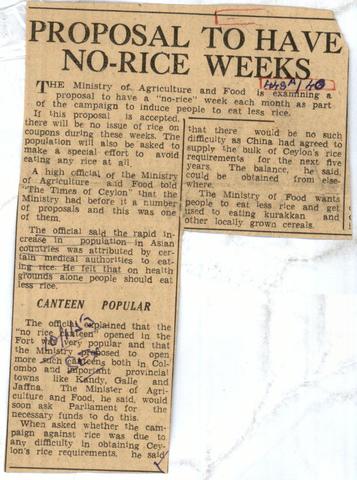 PROPOSAL TO HAVE
NO-RICE WEEKS
THE Ministry of Agriculture and Food is examining a
proposal to have a "no-rice" week each month as part
of the campaign to induce people to eat less rice.
If this proposal is accepted,
there will be no issue of rice on
coupons during these weeks. The
population will also be asked to
make a special effort to avoid
eating any rice at all.
A high official of the Ministry
of Agriculture and Food told
"The Times of Ceylon" that the
Ministry had before it a number
of proposals and this was one
of them.
The official said the rapid in-
crease in population in Asian
countries was attributed by cer-
tain medical authorities to eat-
ing rice. He felt that on health
grounds alone people should eat
less rice.
CANTEEN POPULAR
The official explained that the
"no rice canteen" opened in the
Fort was very popular and that
the Ministry proposed to open
more such canteens both in Col-
ombo and important provincial
towns like Kandy, Galle and
Jaffna. The Minister of Agri-
culture and Food, he said, would
soon ask Parliament for the
necessary funds to do this.
When asked whether the cam-
paign against rice was due to
any difficulty in obtaining Cey-
lon's rice requirements, he said
that there would be no such
difficulty as China had agreed to
supply the bulk of Ceylon's rice
requirements for the next five
years. The balance, he said,
could be obtained from else-
where.
The Ministry of Food wants
people to eat less rice and get
used to eating kurakkan and
other locally grown cereals.